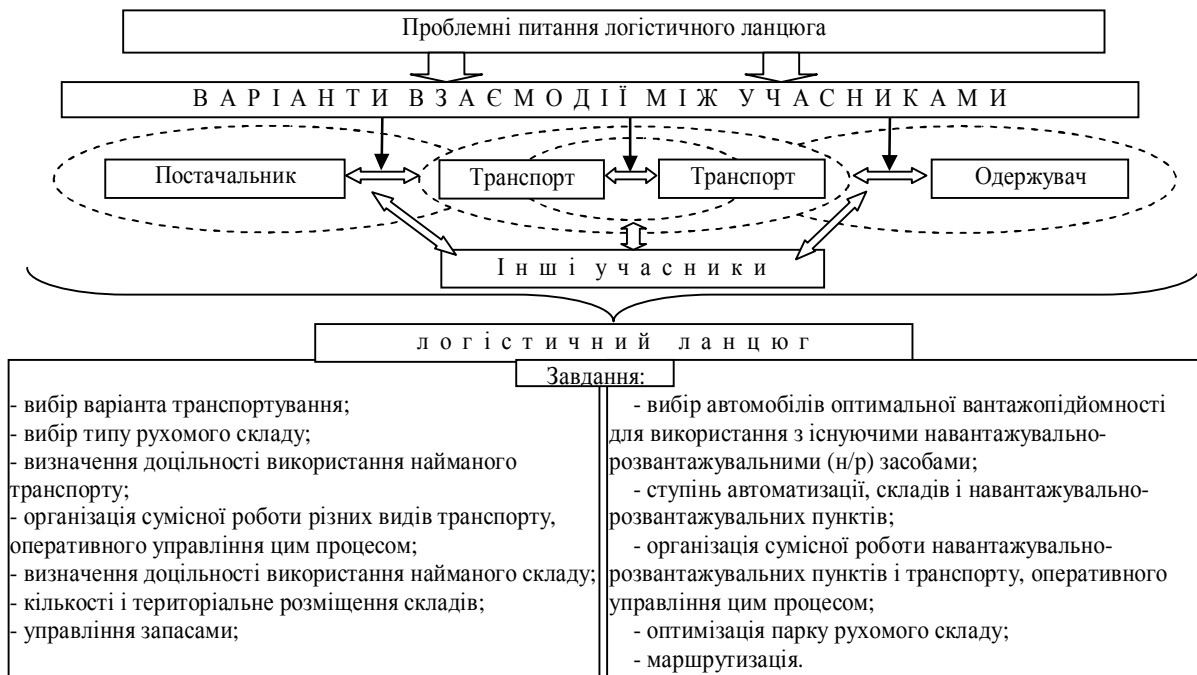 Проблемні питання логістичного ланцюга
В А Р І А Н Т И В З А Є М О Д І Ї М І Ж У Ч А С Н И К А М И
Постачальник
Транспорт
Транспорт
Одержувач
І н ш і у ч а с н и к и
л о г і с т и ч н и й л а н ц ю г
Завдання:
- вибір варіанта транспортування;
- вибір типу рухомого складу;
- визначення доцільності використання найманого
транспорту;
- організація сумісної роботи різних видів транспорту,
оперативного управління цим процесом;
- визначення доцільності використання найманого складу;
- кількості і територіальне розміщення складів;
- управління запасами;
- вибір автомобілів оптимальної вантажопідйомності
для використання з існуючими навантажувально-
розвантажувальними (н/р) засобами;
- ступінь автоматизації, складів і навантажувально-
розвантажувальних пунктів;
- організація сумісної роботи навантажувально-
розвантажувальних пунктів і транспорту, оперативного
управління цим процесом;
- оптимізація парку рухомого складу;
- маршрутизація.